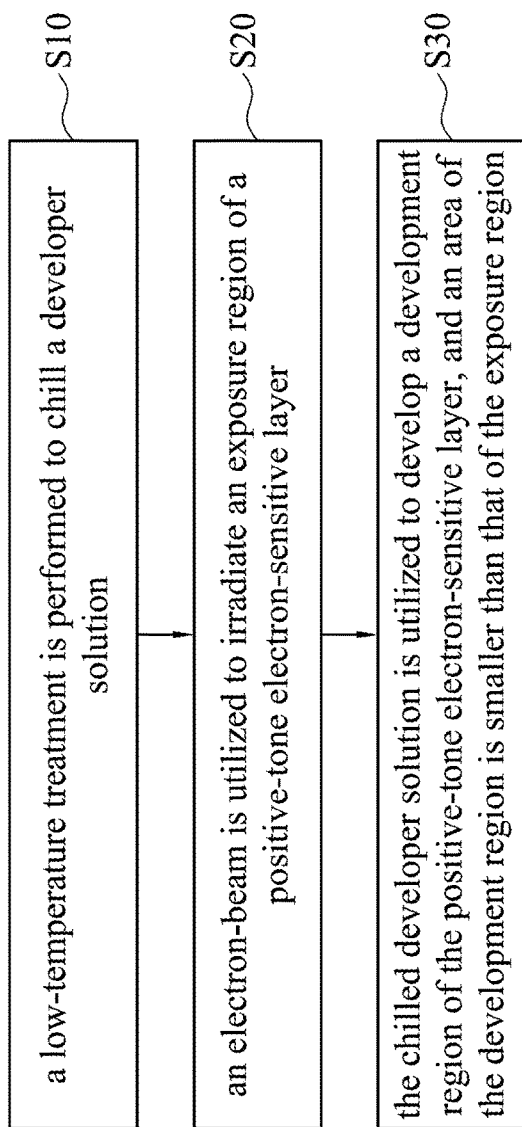 a low-temperature treatment is performed to chill a developer
solution
S10
an electron-beam is utilized to irradiate an exposure region of a
positive-tone electron-sensitive layer
S20
the chilled developer solution is utilized to develop a development
region of the positive-tone electron-sensitive layer, and an area of
the development region is smaller than that of the exposure region
S30